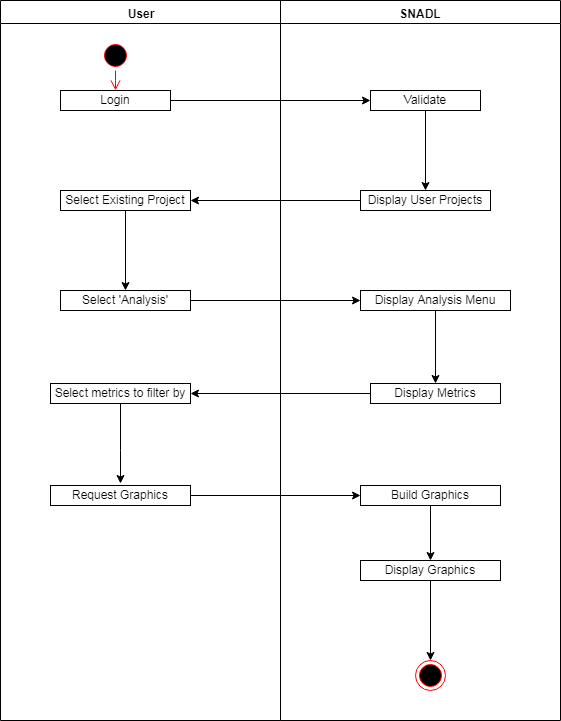 User
SNADL
Login
Validate
Select Existing Project
Display User Projects
Select 'Analysis'
Display Analysis Menu
Select metrics to filter by
Display Metrics
Request Graphics
Build Graphics
Display Graphics